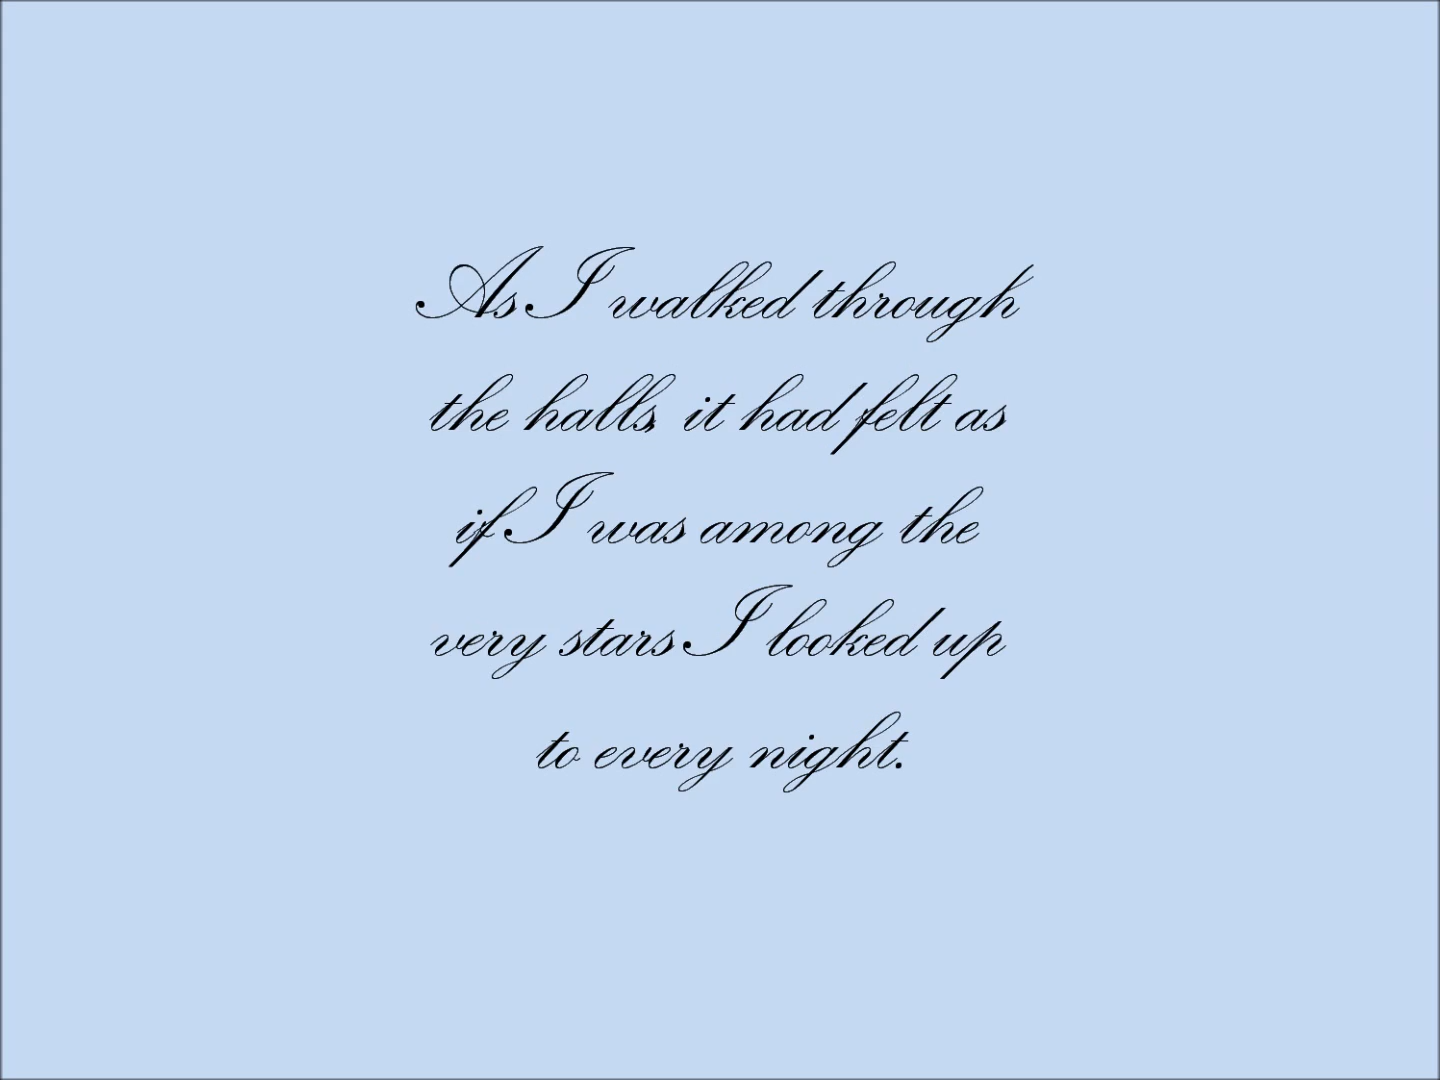 As I walked through
the halls, it had felt as
if I was among the
very stars I looked up
to every night.